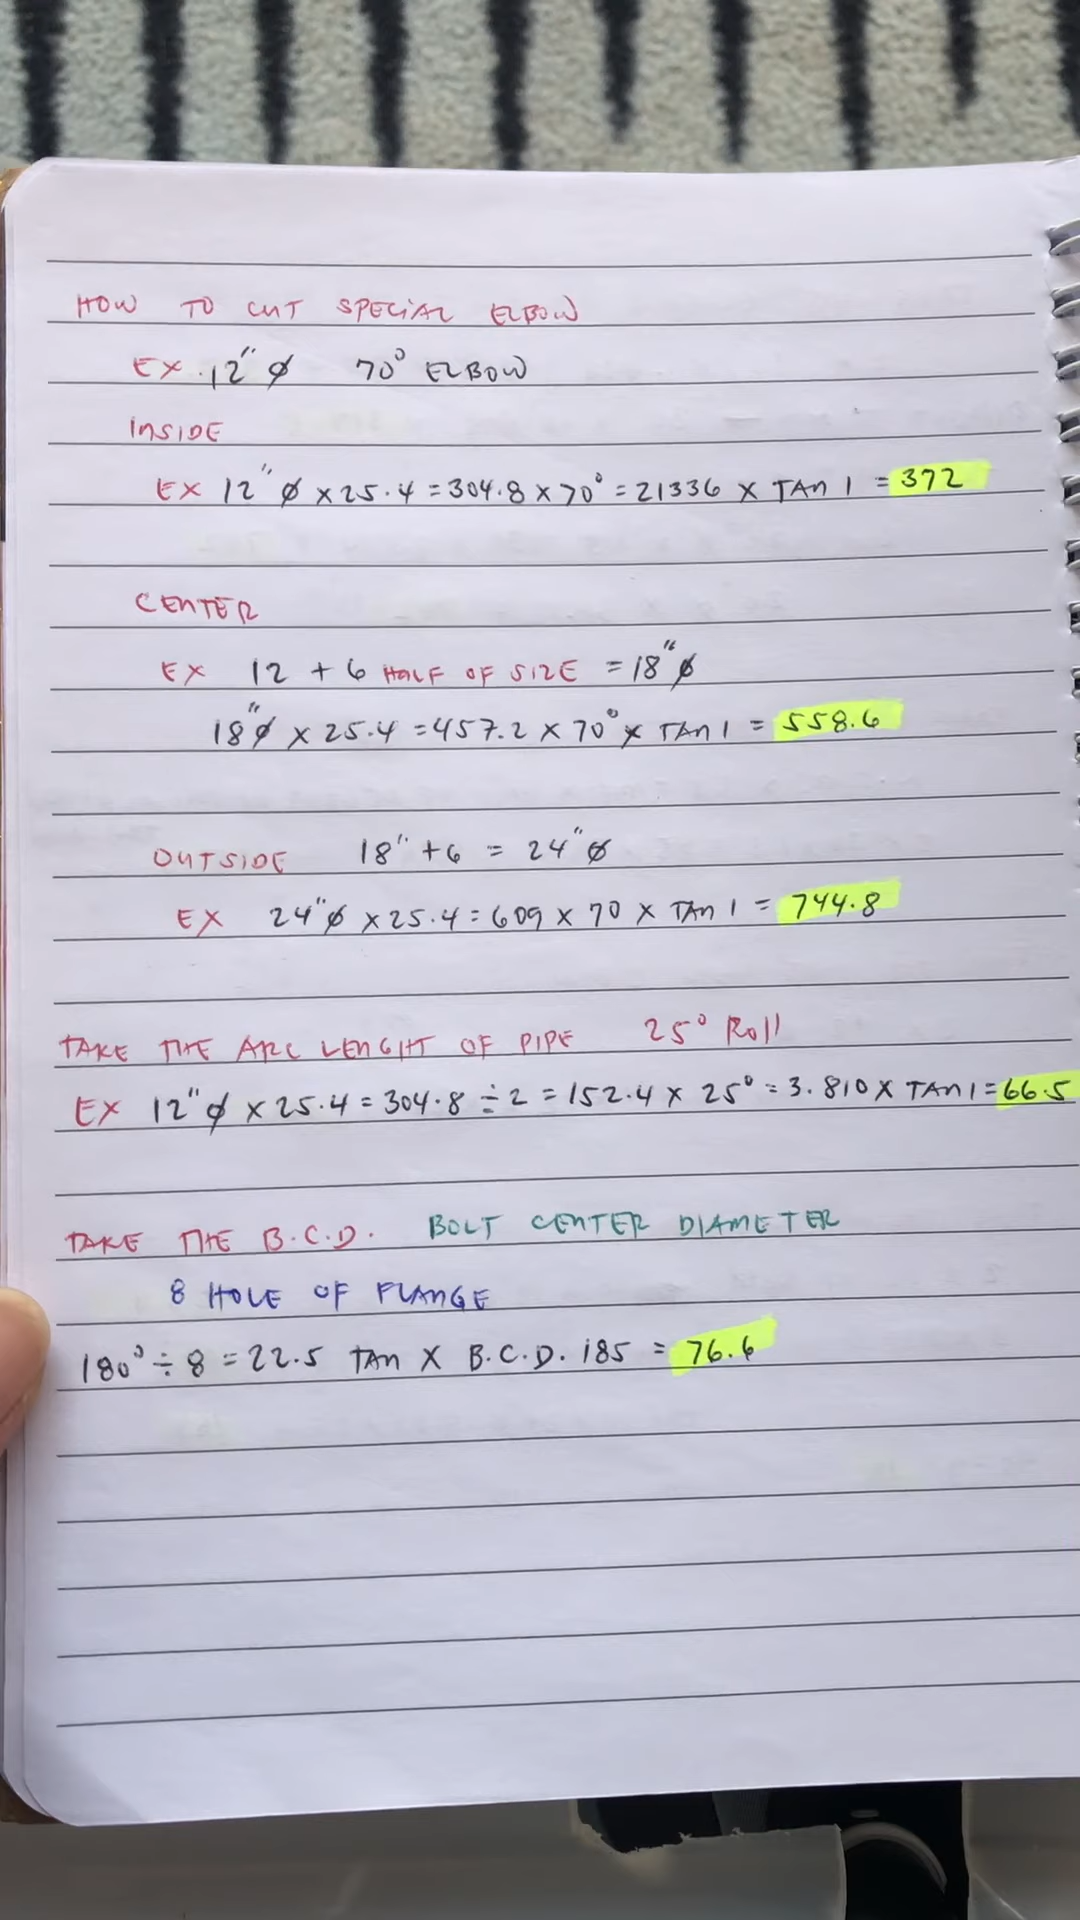 HOW TO CUT SPECIAL ELBOW
EX. 12"ø 70° ELBOW
INSIDE
EX 12"ø x 25.4 = 304.8 x 70° = 21336 x TAN 1 = 372
CENTER
EX 12 + 6 HALF OF SIZE = 18"ø
18"ø x 25.4 = 457.2 x 70° x TAN 1 = 558.6
OUTSIDE 18" + 6 = 24"ø
EX 24"ø x 25.4 = 609 x 70 x TAN 1 = 744.8
TAKE THE ARC LENGHT OF PIPE 25° Roll
EX 12"ø x 25.4 = 304.8 ÷ 2 = 152.4 x 25° = 3.810 x TAN 1 = 66.5
TAKE THE B.C.D. BOLT CENTER DIAMETER
8 HOLE OF FLANGE
180° ÷ 8 = 22.5 TAN X B.C.D. 185 = 76.6